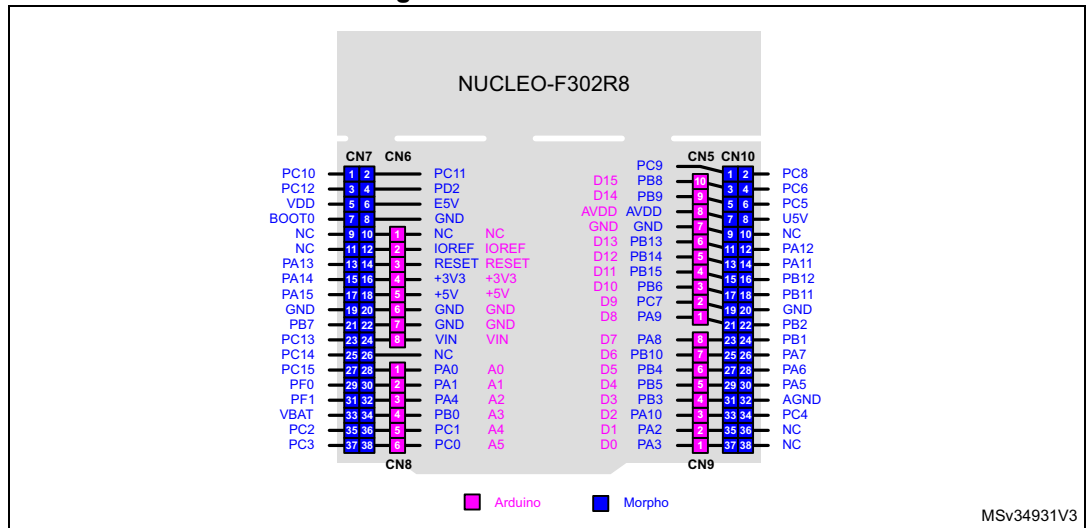 NUCLEO-F302R8
CN7 CN6 CN5 CN10
PC9
PC10 1 2 PC11 1 2 PC8
PC12 3 4 PD2 D15 PB8 10 3 4 PC6
VDD 5 6 E5V D14 PB9 9 5 6 PC5
BOOT0 7 8 GND AVDD AVDD 8 7 8 U5V
NC 9 10 1 NC NC GND GND 7 9 10 NC
NC 11 12 2 IOREF IOREF D13 PB13 6 11 12 PA12
PA13 13 14 3 RESET RESET D12 PB14 5 13 14 PA11
PA14 15 16 4 +3V3 +3V3 D11 PB15 4 15 16 PB12
PA15 17 18 5 +5V +5V D10 PB6 3 17 18 PB11
GND 19 20 6 GND GND D9 PC7 2 19 20 GND
PB7 21 22 7 GND GND D8 PA9 1 21 22 PB2
PC13 23 24 8 VIN VIN D7 PA8 8 23 24 PB1
PC14 25 26 NC D6 PB10 7 25 26 PA7
PC15 27 28 1 PA0 A0 D5 PB4 6 27 28 PA6
PF0 29 30 2 PA1 A1 D4 PB5 5 29 30 PA5
PF1 31 32 3 PA4 A2 D3 PB3 4 31 32 AGND
VBAT 33 34 4 PB0 A3 D2 PA10 3 33 34 PC4
PC2 35 36 5 PC1 A4 D1 PA2 2 35 36 NC
PC3 37 38 6 PC0 A5 D0 PA3 1 37 38 NC
CN8 CN9
Arduino Morpho
MSv34931V3